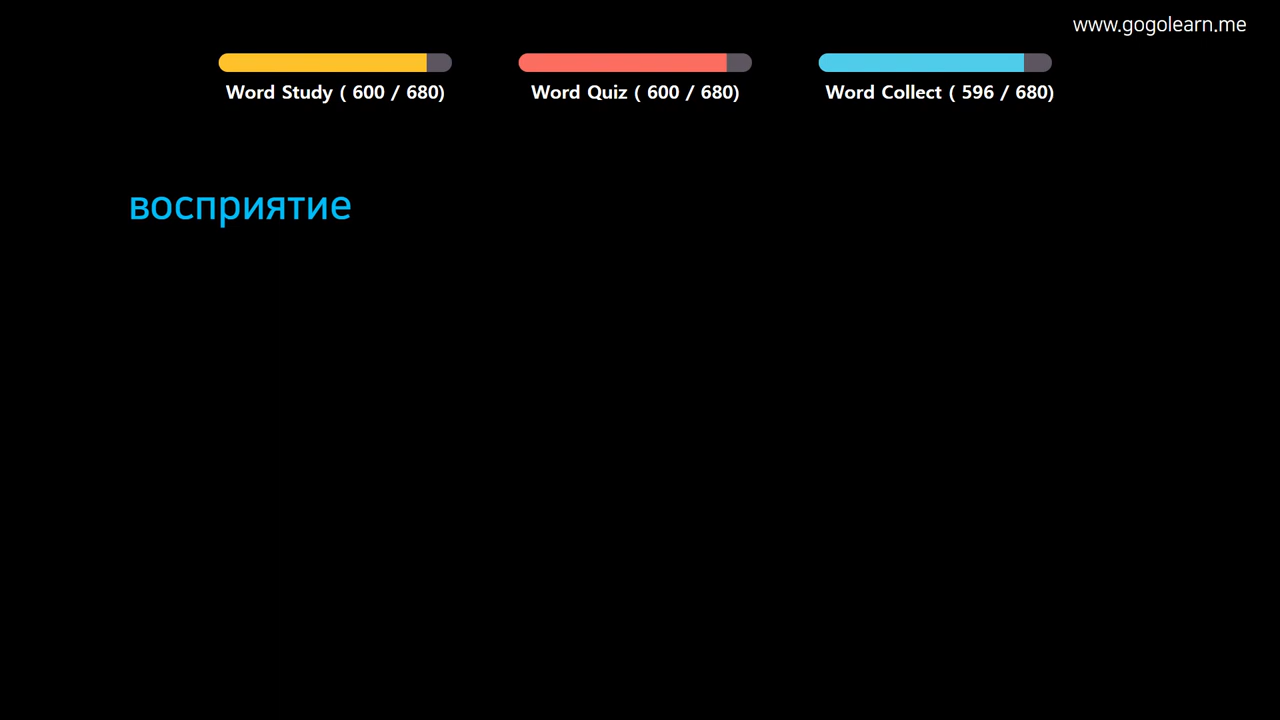 www.gogolearn.me
Word Study ( 600 / 680)
Word Quiz ( 600 / 680)
Word Collect ( 596 / 680)
восприятие